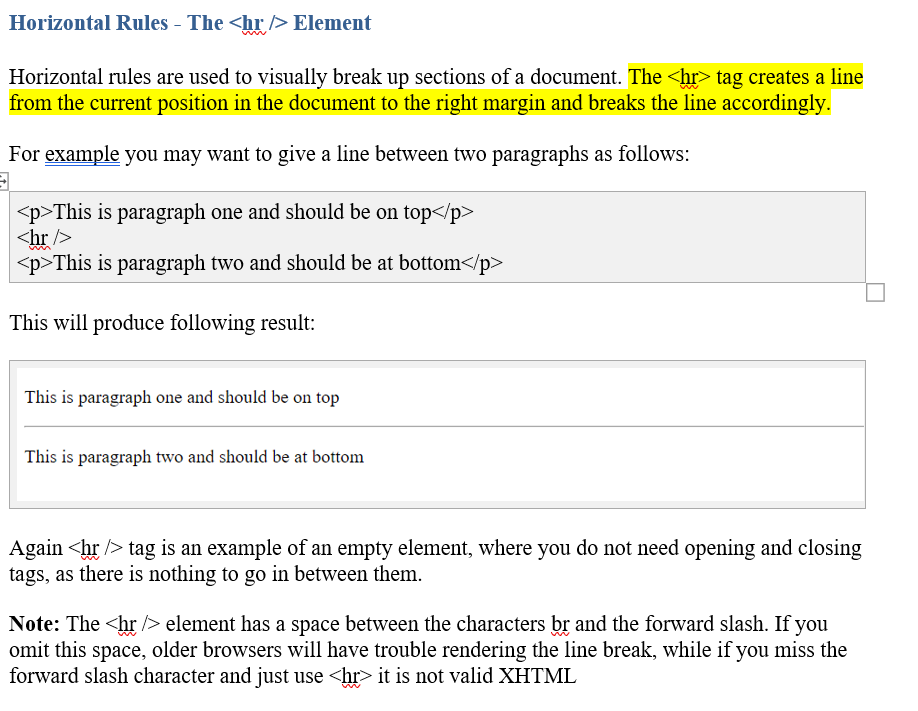 Horizontal Rules - The <hr /> Element
Horizontal rules are used to visually break up sections of a document. The <hr> tag creates a line
from the current position in the document to the right margin and breaks the line accordingly.
For example you may want to give a line between two paragraphs as follows:
<p>This is paragraph one and should be on top</p>
<hr />
<p>This is paragraph two and should be at bottom</p>
This will produce following result:
This is paragraph one and should be on top
This is paragraph two and should be at bottom
Again <hr /> tag is an example of an empty element, where you do not need opening and closing
tags, as there is nothing to go in between them.
Note: The <hr /> element has a space between the characters br and the forward slash. If you
omit this space, older browsers will have trouble rendering the line break, while if you miss the
forward slash character and just use <hr> it is not valid XHTML